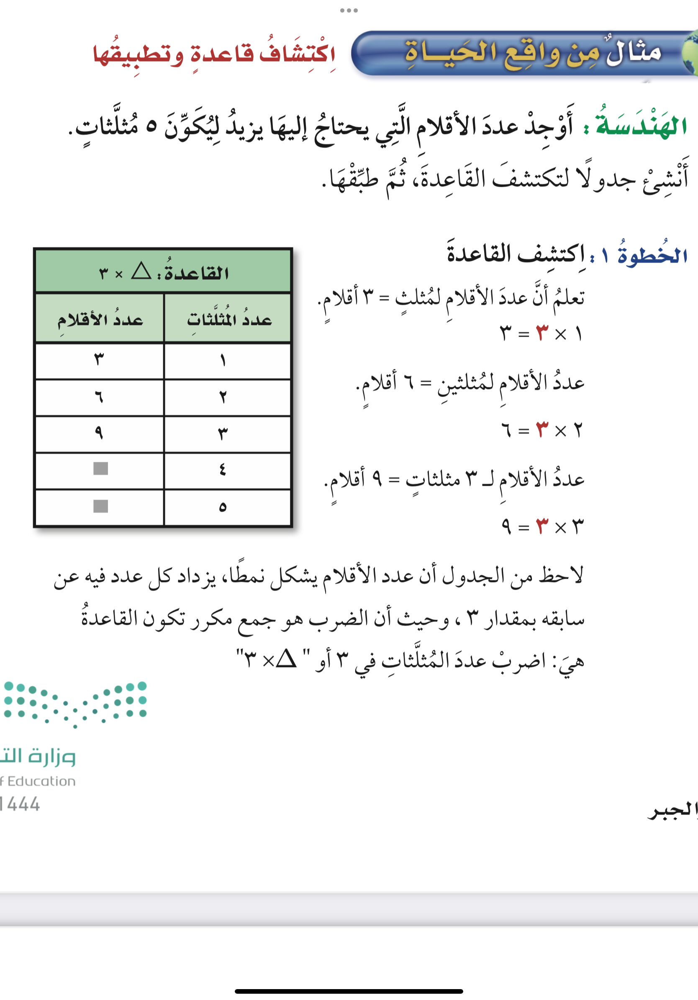 مثالٌ مِن واقِع الحَيـاةِ اِكْتِشَافُ قاعدةٍ وتطبِيقُها
الهَنْدَسَةُ: أَوْجِدْ عددَ الأقلامِ الَّتِي يحتاجُ إليهَا يزيدُ لِيُكَوِّنَ ٥ مُثلَّثاتٍ.
أَنْشِئْ جدولًا لتكتشفَ القَاعِدةَ، ثُمَّ طبِّقْهَا.
الخُطوةُ ١: اِكتشِف القاعدةَ
تعلمُ أنَّ عددَ الأقلامِ لمُثلثٍ = ٣ أقلامٍ.
١ × ٣ = ٣
عددُ الأقلامِ لمُثلثينِ = ٦ أقلامٍ.
٢ × ٣ = ٦
عددُ الأقلامِ لـ ٣ مثلثاتٍ = ٩ أقلامٍ.
٣ × ٣ = ٩
القاعدةُ: △ × ٣
عددُ المُثلَّثاتِ عددُ الأقلامِ
١ ٣
٢ ٦
٣ ٩
٤
٥
لاحظ من الجدول أن عدد الأقلام يشكل نمطًا، يزداد كل عدد فيه عن
سابقه بمقدار ٣ ، وحيث أن الضرب هو جمع مكرر تكون القاعدةُ
هيَ: اضربْ عددَ المُثلَّثاتِ في ٣ أو " △× ٣"
وزارة التـ
f Education
1444
الجبر